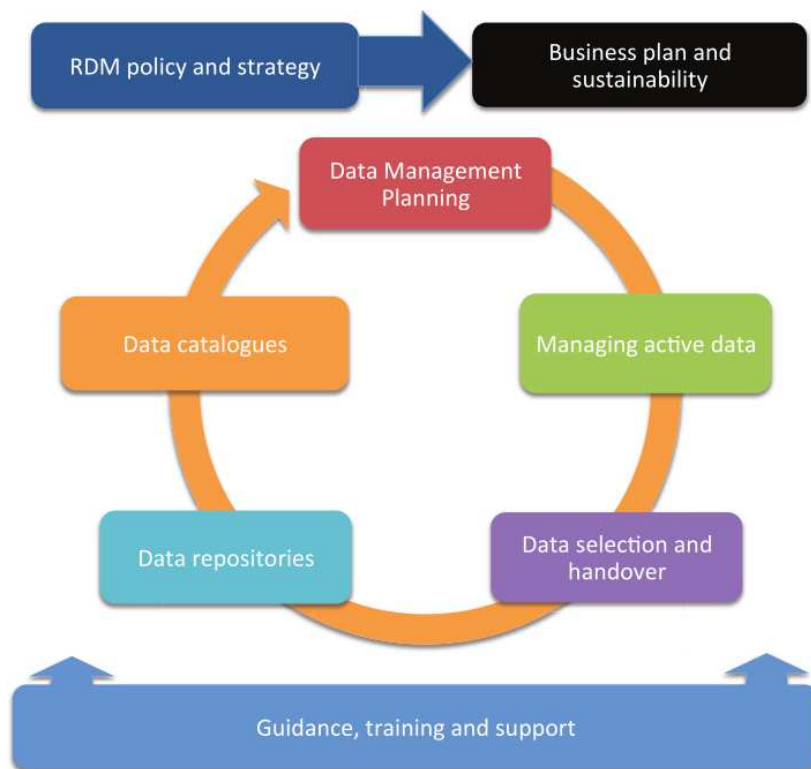 RDM policy and strategy
Business plan and
sustainability
Data Management
Planning
Data catalogues
Managing active data
Data repositories
Data selection and
handover
Guidance, training and support